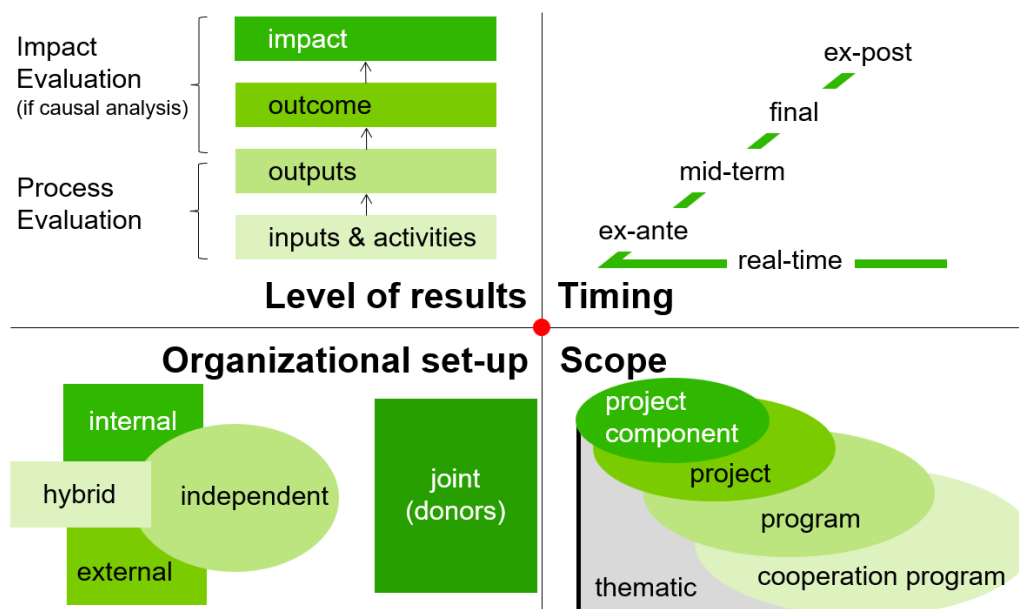 Impact
Evaluation
(if causal analysis)
Process
Evaluation
impact
outcome
outputs
inputs & activities
Level of results
ex-post
final
mid-term
ex-ante
real-time
Timing
Organizational set-up
internal
hybrid
independent
external
joint
(donors)
Scope
project
component
project
program
cooperation program
thematic